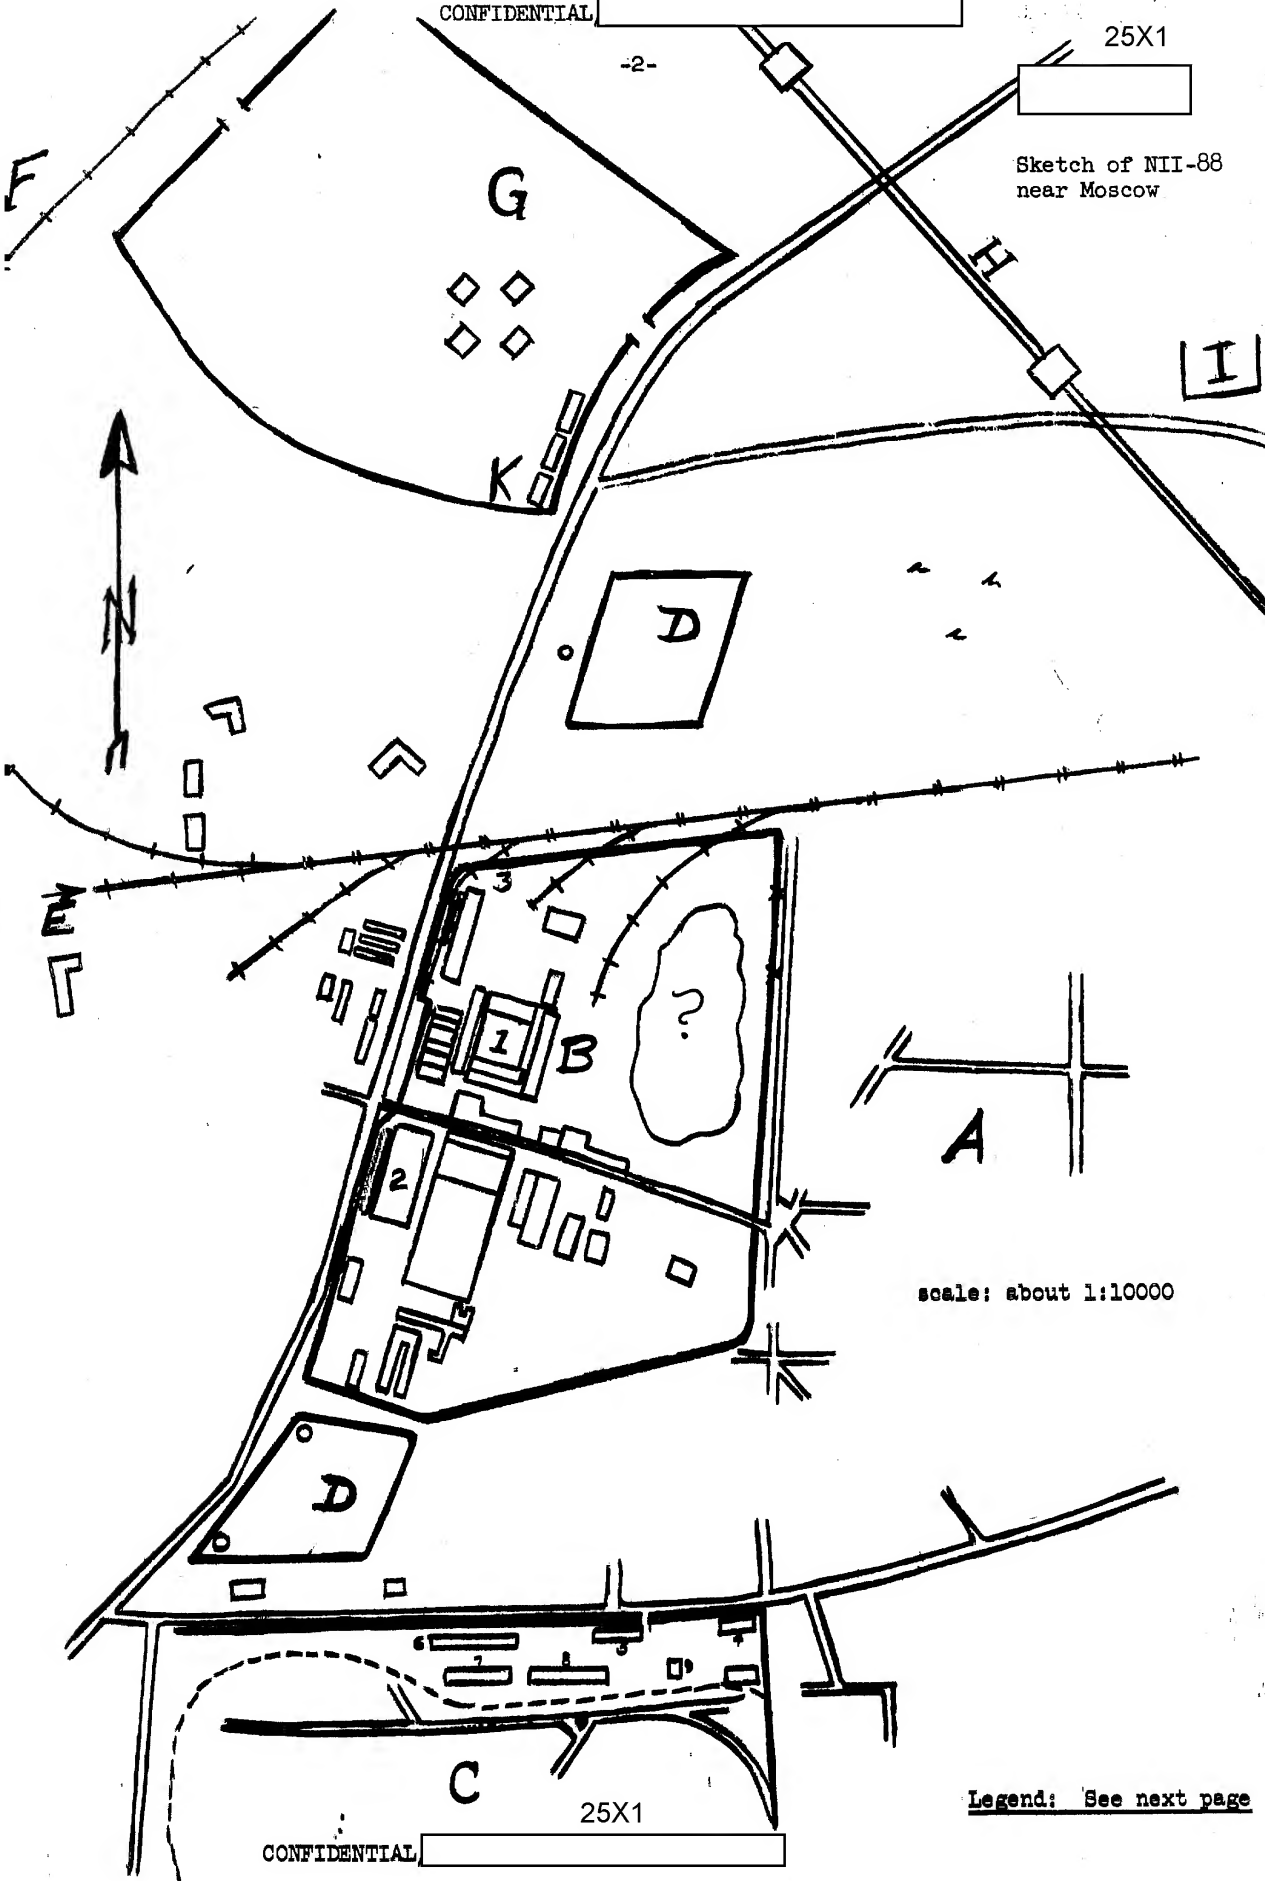 CONFIDENTIAL
25X1
-2-
Sketch of NII-88
near Moscow
F
G
H
I
K
N
D
E
3
1
B
?
A
2
scale: about 1:10000
D
6
5
7
8
9
C
25X1
Legend: See next page
CONFIDENTIAL